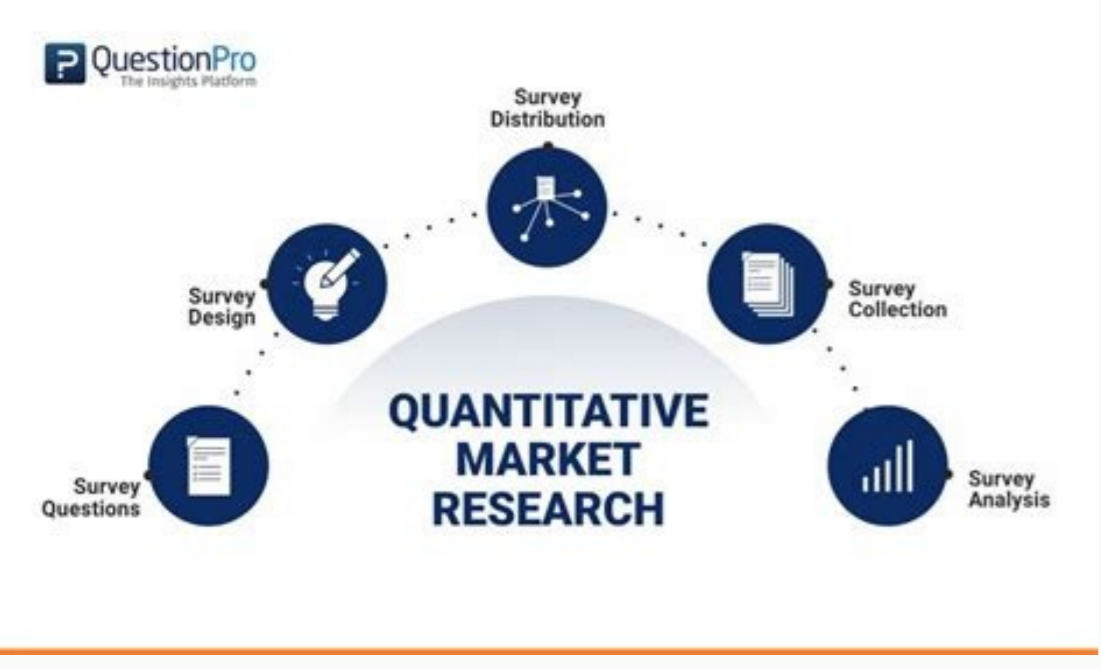 QuestionPro
The Insights Platform
Survey
Distribution
Survey
Design
Survey
Collection
QUANTITATIVE
MARKET
RESEARCH
Survey
Questions
Survey
Analysis